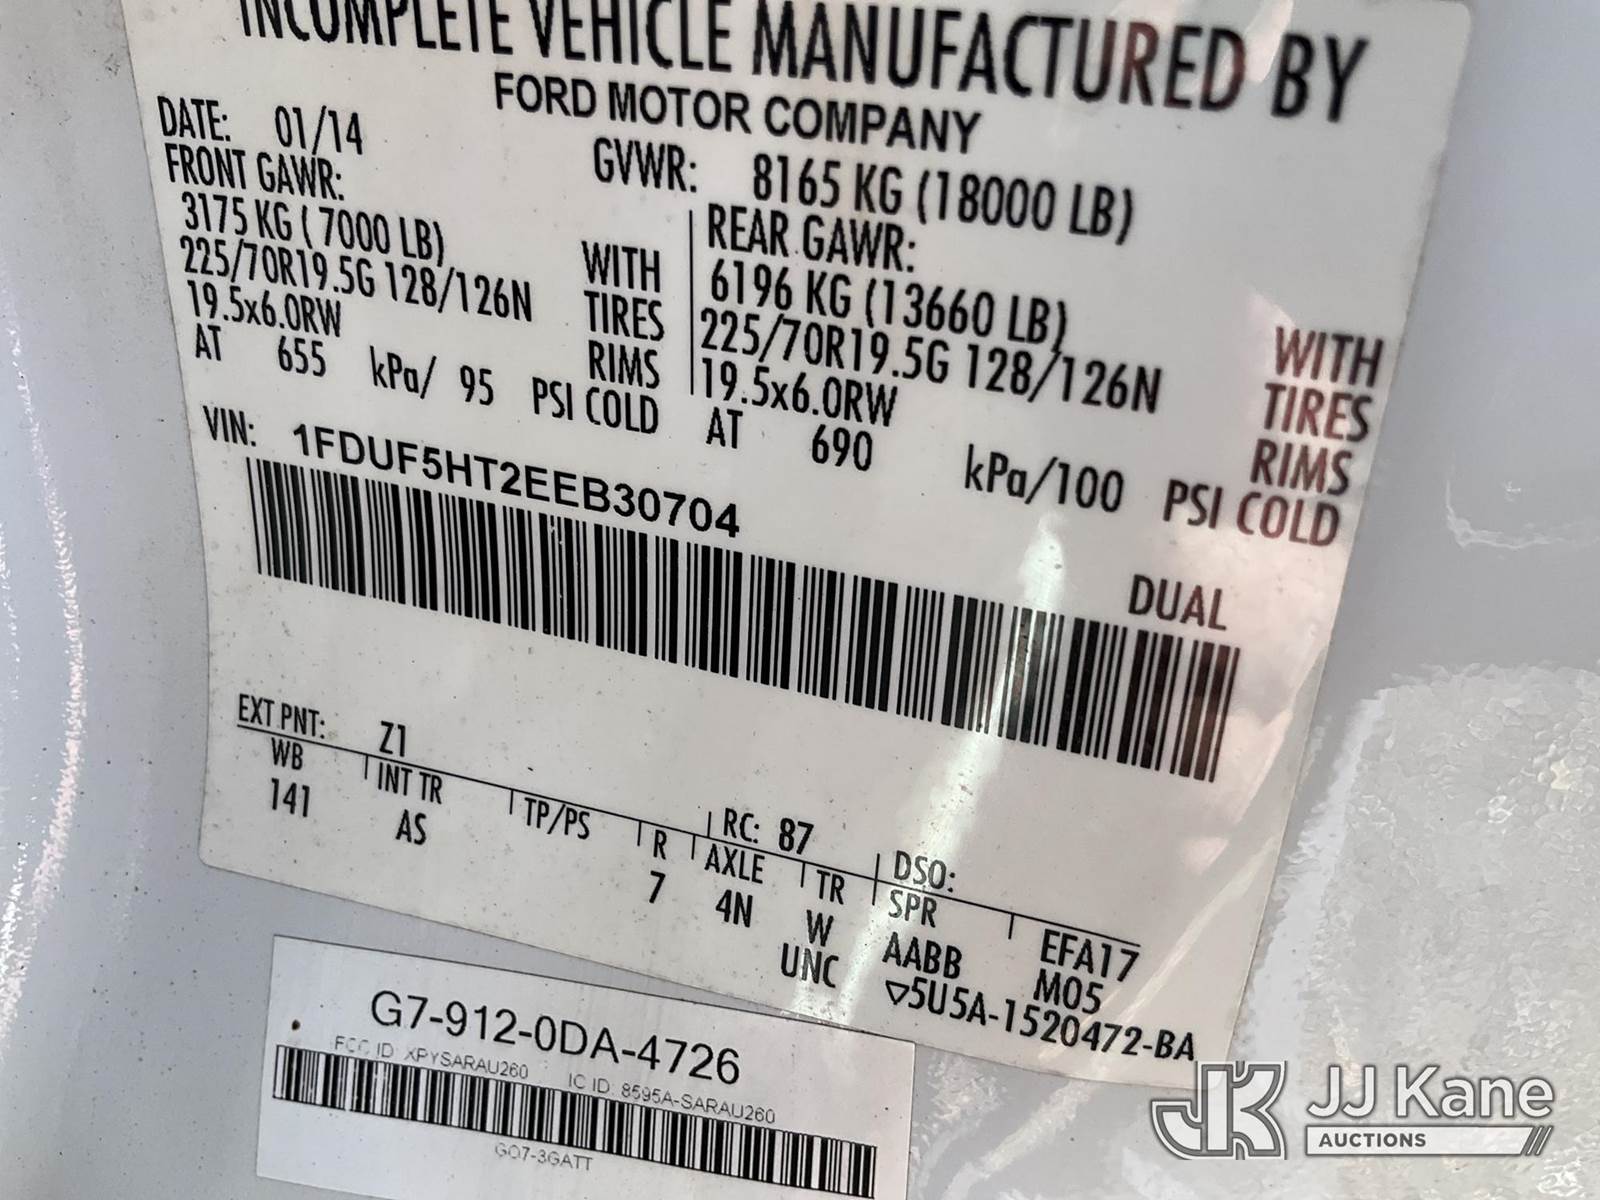 INCOMPLETE VEHICLE MANUFACTURED BY
FORD MOTOR COMPANY
DATE: 01/14
GVWR: 8165 KG (18000 LB)
FRONT GAWR:
3175 KG ( 7000 LB)
225/70R19.5G 128/126N
19.5x6.0RW
AT 655 kPa/ 95 PSI COLD
WITH
TIRES
RIMS
REAR GAWR:
6196 KG (13660 LB)
225/70R19.5G 128/126N
19.5x6.0RW
AT 690 kPa/100 PSI COLD
WITH
TIRES
RIMS
VIN: 1FDUF5HT2EEB30704
DUAL
EXT PNT: Z1
RC: 87
DSO:
WB INT TR TP/PS R AXLE TR SPR
141 AS 7 4N W AABB
EFA17
M05
UNC ▽5U5A-1520472-BA
G7-912-0DA-4726
FCC ID: XPYSARAU260 IC ID: 8595A-SARAU260
GO7-3GATT
JK JJ Kane
AUCTIONS